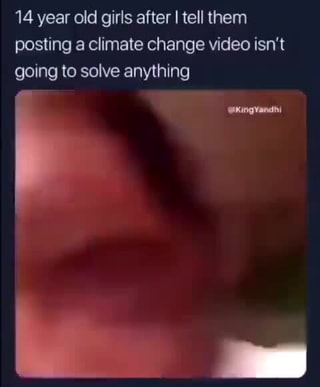 14 year old girls after I tell them
posting a climate change video isn't
going to solve anything
@KingYandhi